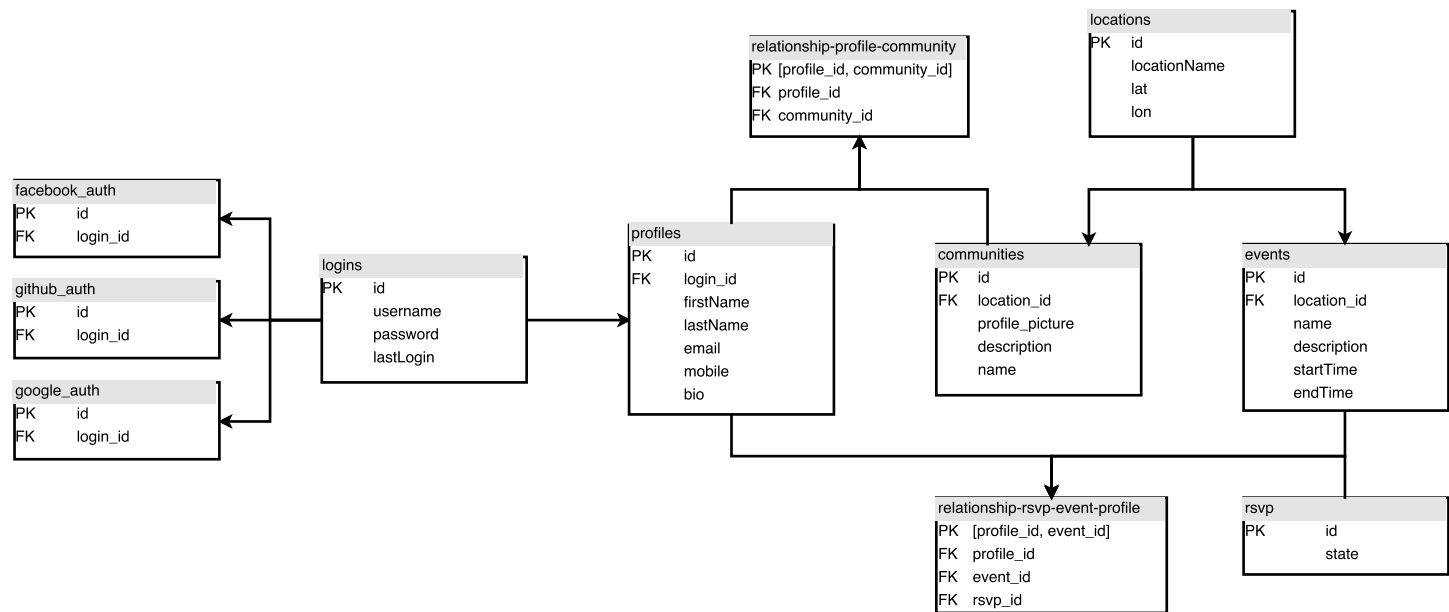 locations
PK id
locationName
lat
lon
relationship-profile-community
PK [profile_id, community_id]
FK profile_id
FK community_id
facebook_auth
PK id
FK login_id
github_auth
PK id
FK login_id
google_auth
PK id
FK login_id
logins
PK id
username
password
lastLogin
profiles
PK id
FK login_id
firstName
lastName
email
mobile
bio
communities
PK id
FK location_id
profile_picture
description
name
events
PK id
FK location_id
name
description
startTime
endTime
relationship-rsvp-event-profile
PK [profile_id, event_id]
FK profile_id
FK event_id
FK rsvp_id
rsvp
PK id
state